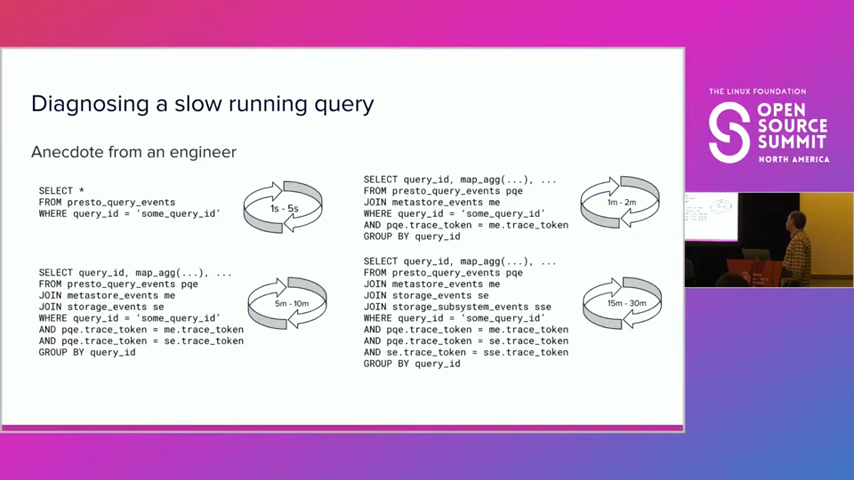 Diagnosing a slow running query
Anecdote from an engineer
SELECT *
FROM presto_query_events
WHERE query_id = 'some_query_id'
1s - 5s
SELECT query_id, map_agg(...), ...
FROM presto_query_events pqe
JOIN metastore_events me
WHERE query_id = 'some_query_id'
AND pqe.trace_token = me.trace_token
GROUP BY query_id
1m - 2m
SELECT query_id, map_agg(...), ...
FROM presto_query_events pqe
JOIN metastore_events me
JOIN storage_events se
WHERE query_id = 'some_query_id'
AND pqe.trace_token = me.trace_token
AND pqe.trace_token = se.trace_token
GROUP BY query_id
5m - 10m
SELECT query_id, map_agg(...), ...
FROM presto_query_events pqe
JOIN metastore_events me
JOIN storage_events se
JOIN storage_subsystem_events sse
WHERE query_id = 'some_query_id'
AND pqe.trace_token = me.trace_token
AND pqe.trace_token = se.trace_token
AND se.trace_token = sse.trace_token
GROUP BY query_id
15m - 30m
THE LINUX FOUNDATION
OPEN
SOURCE
SUMMIT
NORTH AMERICA